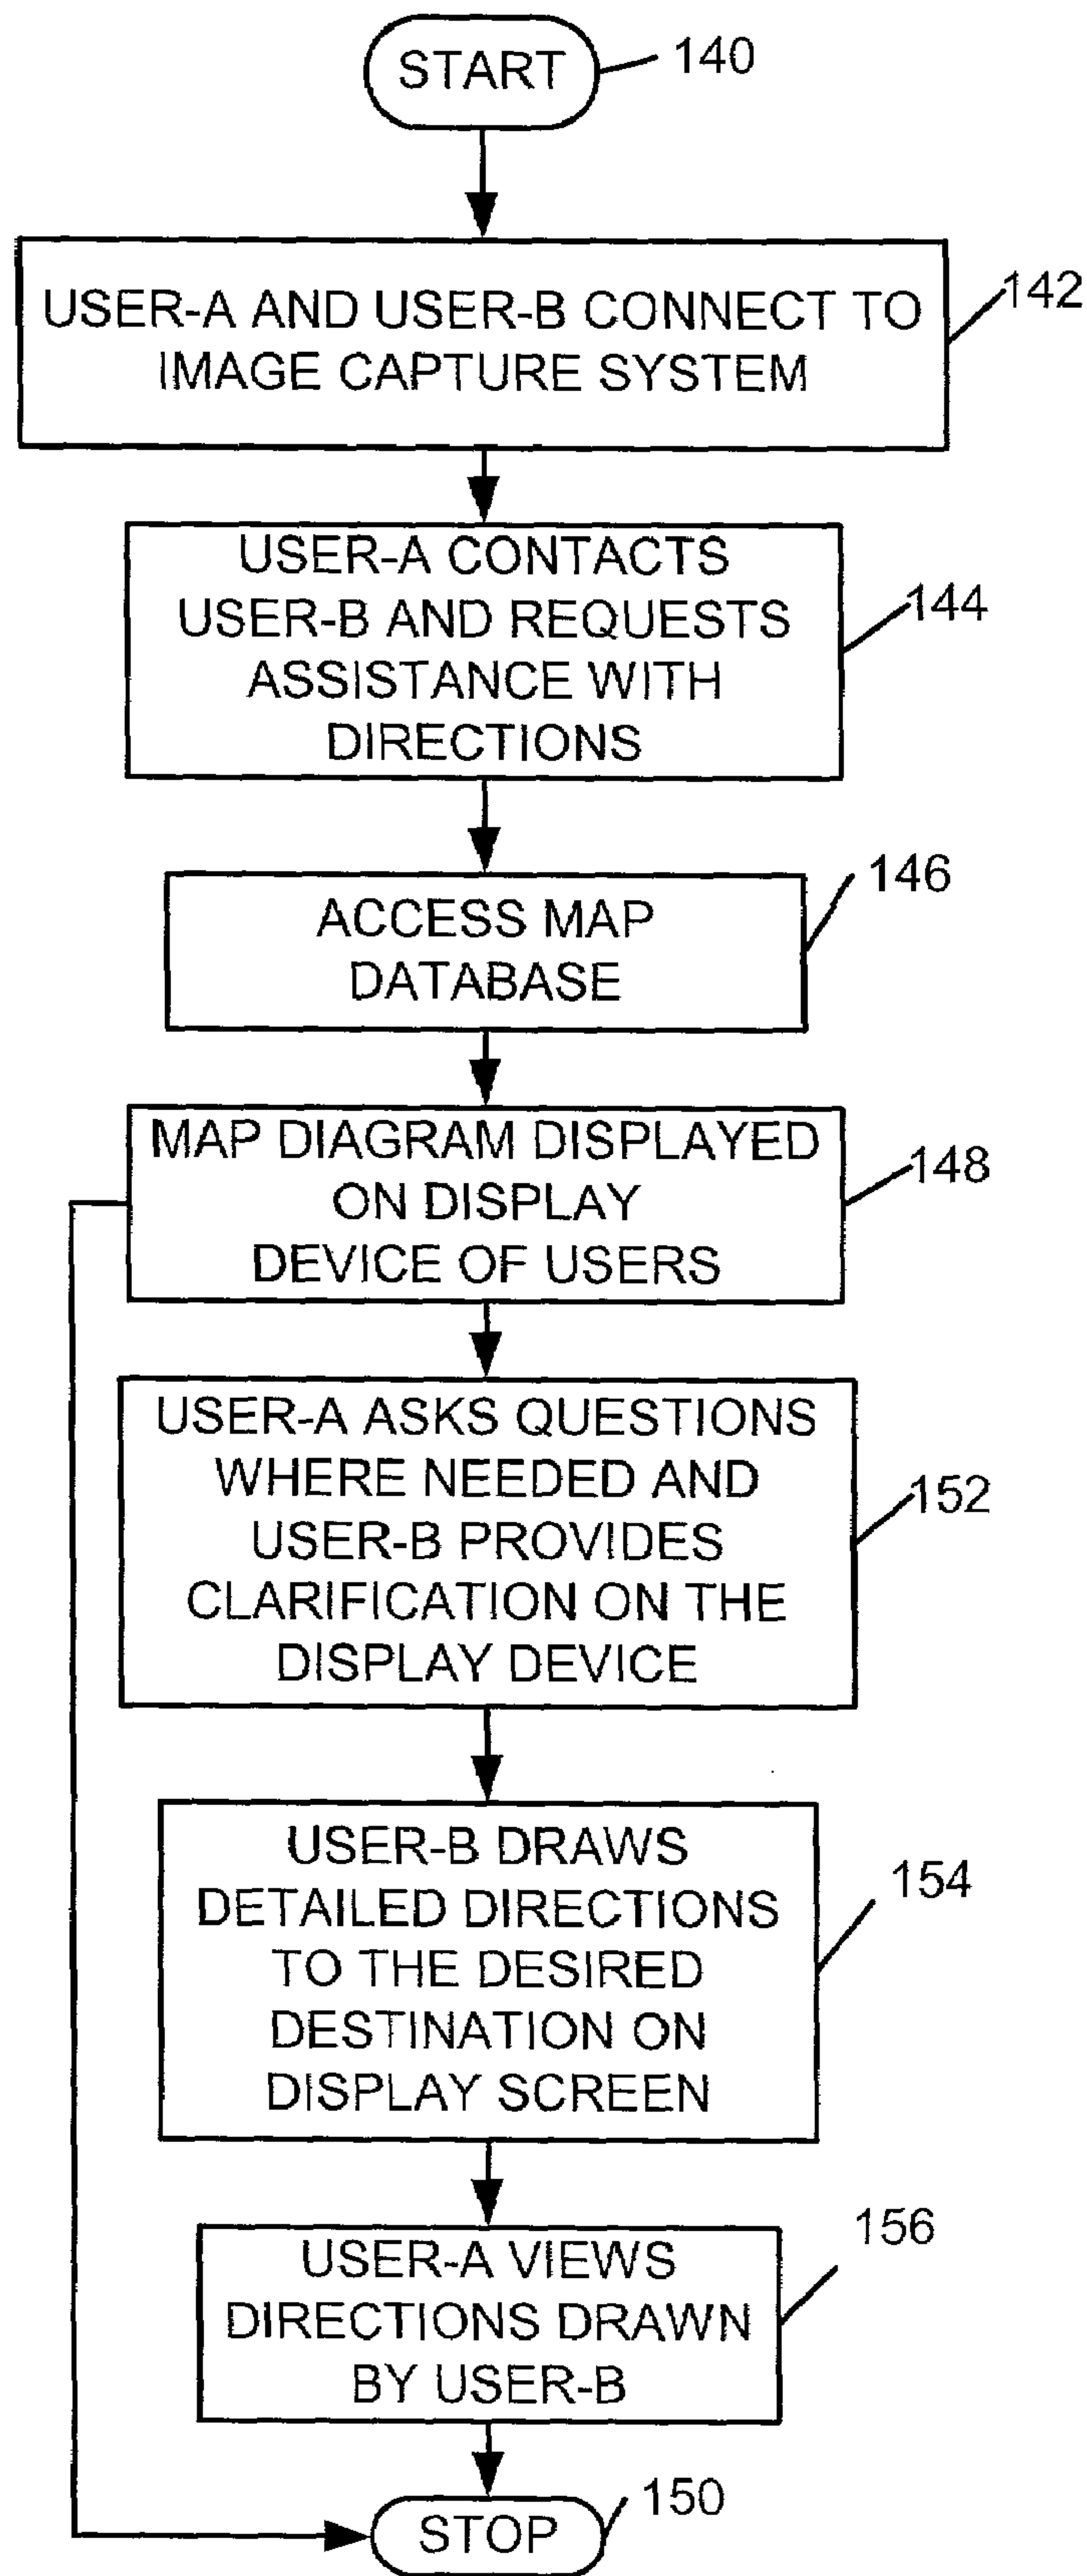 START
140
USER-A AND USER-B CONNECT TO
IMAGE CAPTURE SYSTEM
142
USER-A CONTACTS
USER-B AND REQUESTS
ASSISTANCE WITH
DIRECTIONS
144
ACCESS MAP
DATABASE
146
MAP DIAGRAM DISPLAYED
ON DISPLAY
DEVICE OF USERS
148
USER-A ASKS QUESTIONS
WHERE NEEDED AND
USER-B PROVIDES
CLARIFICATION ON THE
DISPLAY DEVICE
152
USER-B DRAWS
DETAILED DIRECTIONS
TO THE DESIRED
DESTINATION ON
DISPLAY SCREEN
154
USER-A VIEWS
DIRECTIONS DRAWN
BY USER-B
156
STOP
150